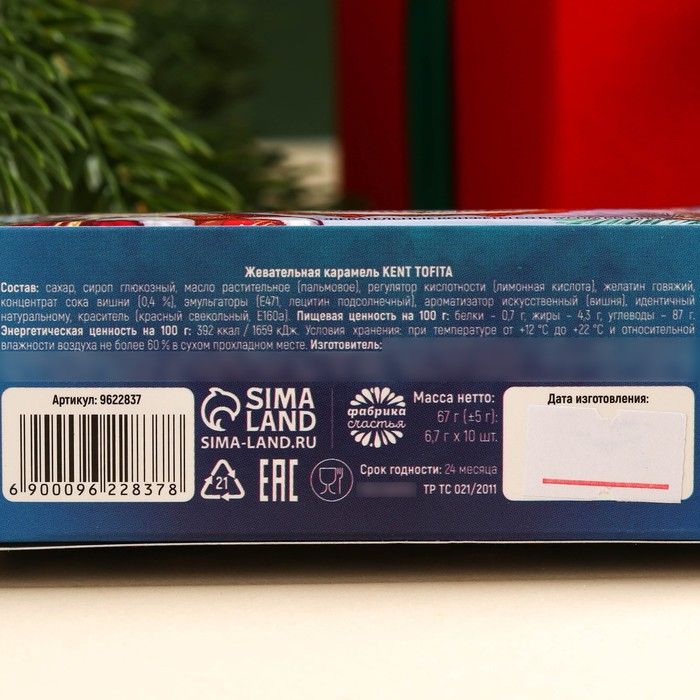 Жевательная карамель KENT TOFITA
Состав: сахар, сироп глюкозный, масло растительное (пальмовое), регулятор кислотности (лимонная кислота), желатин говяжий,
концентрат сока вишни (0,4 %), эмульгаторы (Е471, лецитин подсолнечный), ароматизатор искусственный (вишня), идентичный
натуральному, краситель (красный свекольный, Е160а). Пищевая ценность на 100 г: белки - 0,7 г, жиры - 4,3 г, углеводы - 87 г.
Энергетическая ценность на 100 г: 392 ккал / 1659 кДж. Условия хранения: при температуре от +12 °С до +22 °С и относительной
влажности воздуха не более 60 % в сухом прохладном месте. Изготовитель:
Артикул: 9622837
6 900096 228378
SIMA
LAND
SIMA-LAND.RU
21
EAC
фабрика
счастья
Масса нетто:
67 г (±5 г):
6,7 г х 10 шт.
Срок годности: 24 месяца
ТР ТС 021/2011
Дата изготовления: